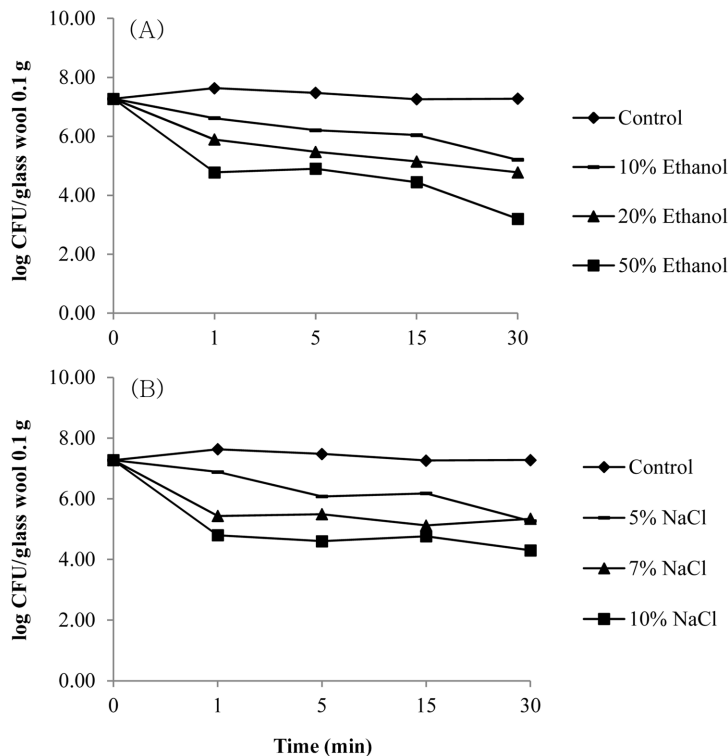 (A)
10.00
8.00
6.00
4.00
2.00
0.00
log CFU/glass wool 0.1 g
0 1 5 15 30
Control
10% Ethanol
20% Ethanol
50% Ethanol
(B)
10.00
8.00
6.00
4.00
2.00
0.00
log CFU/glass wool 0.1 g
0 1 5 15 30
Time (min)
Control
5% NaCl
7% NaCl
10% NaCl